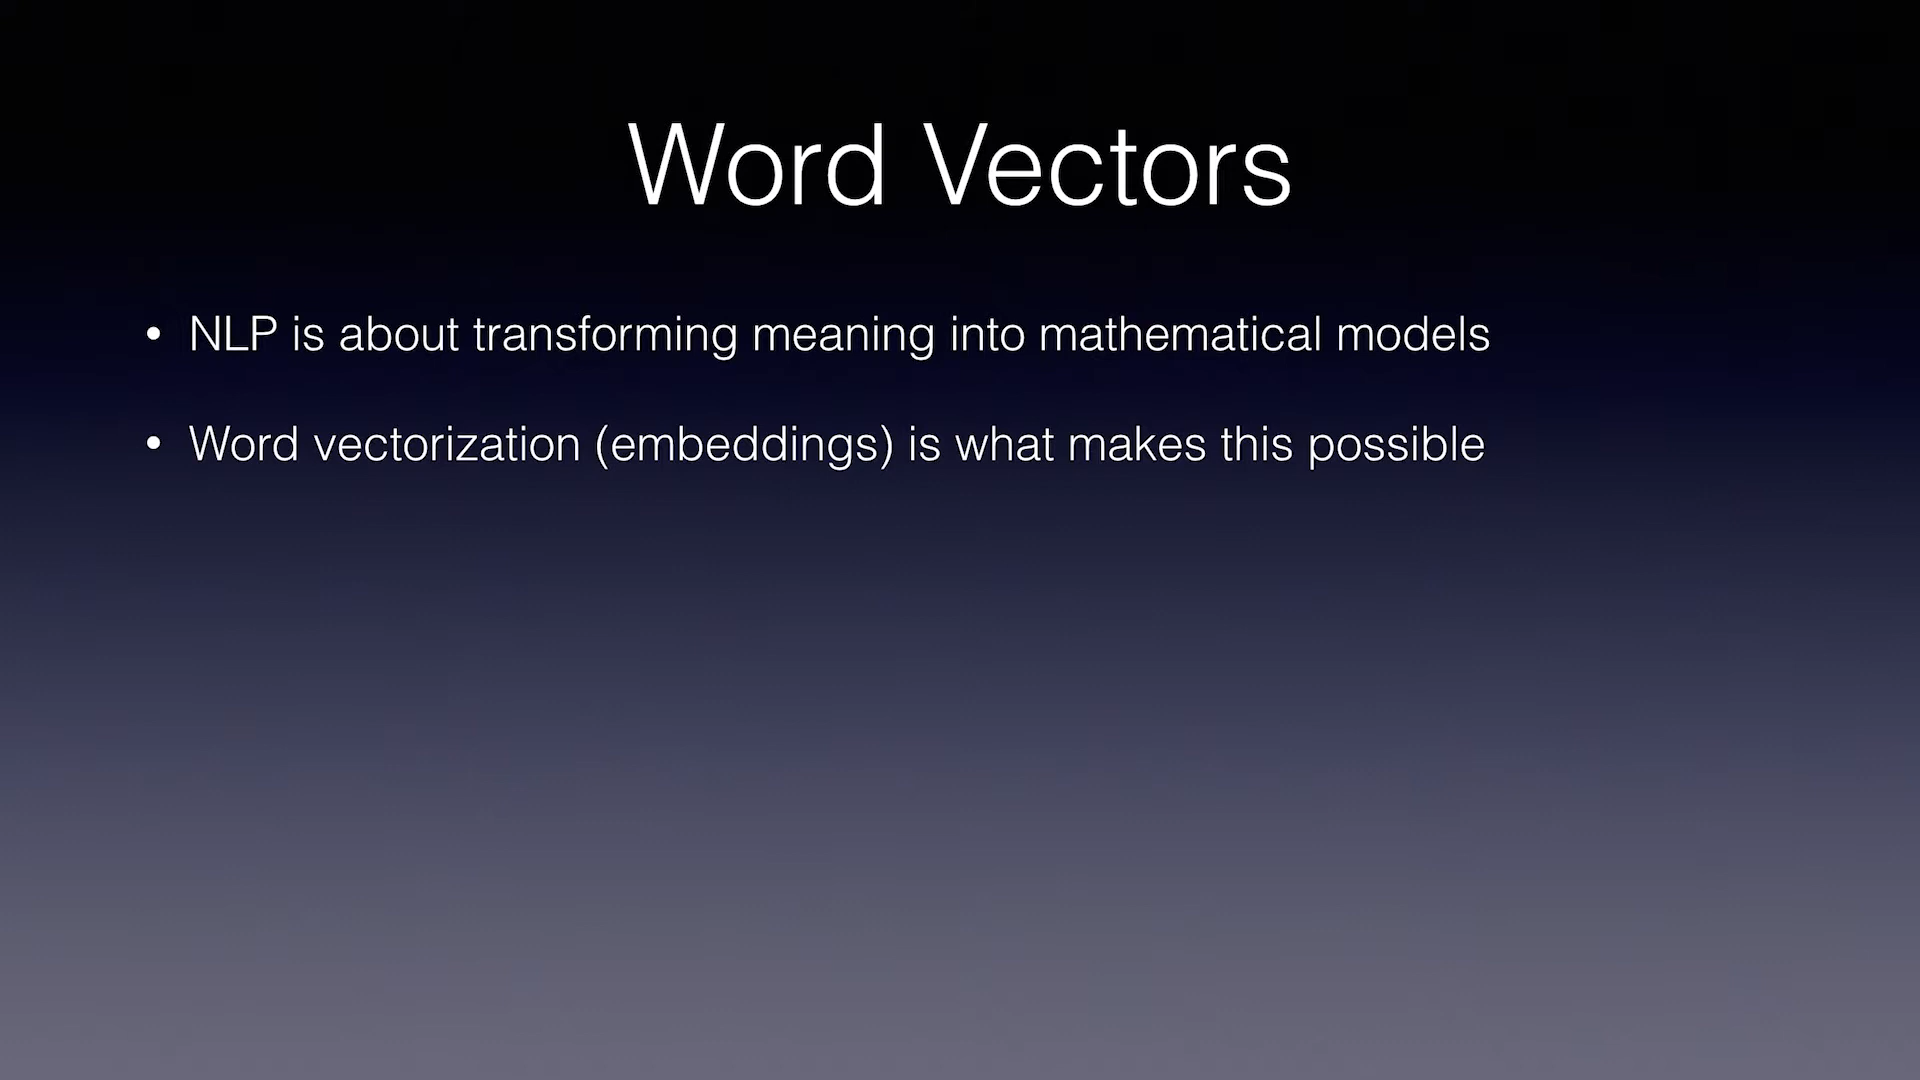 Word Vectors
• NLP is about transforming meaning into mathematical models
• Word vectorization (embeddings) is what makes this possible